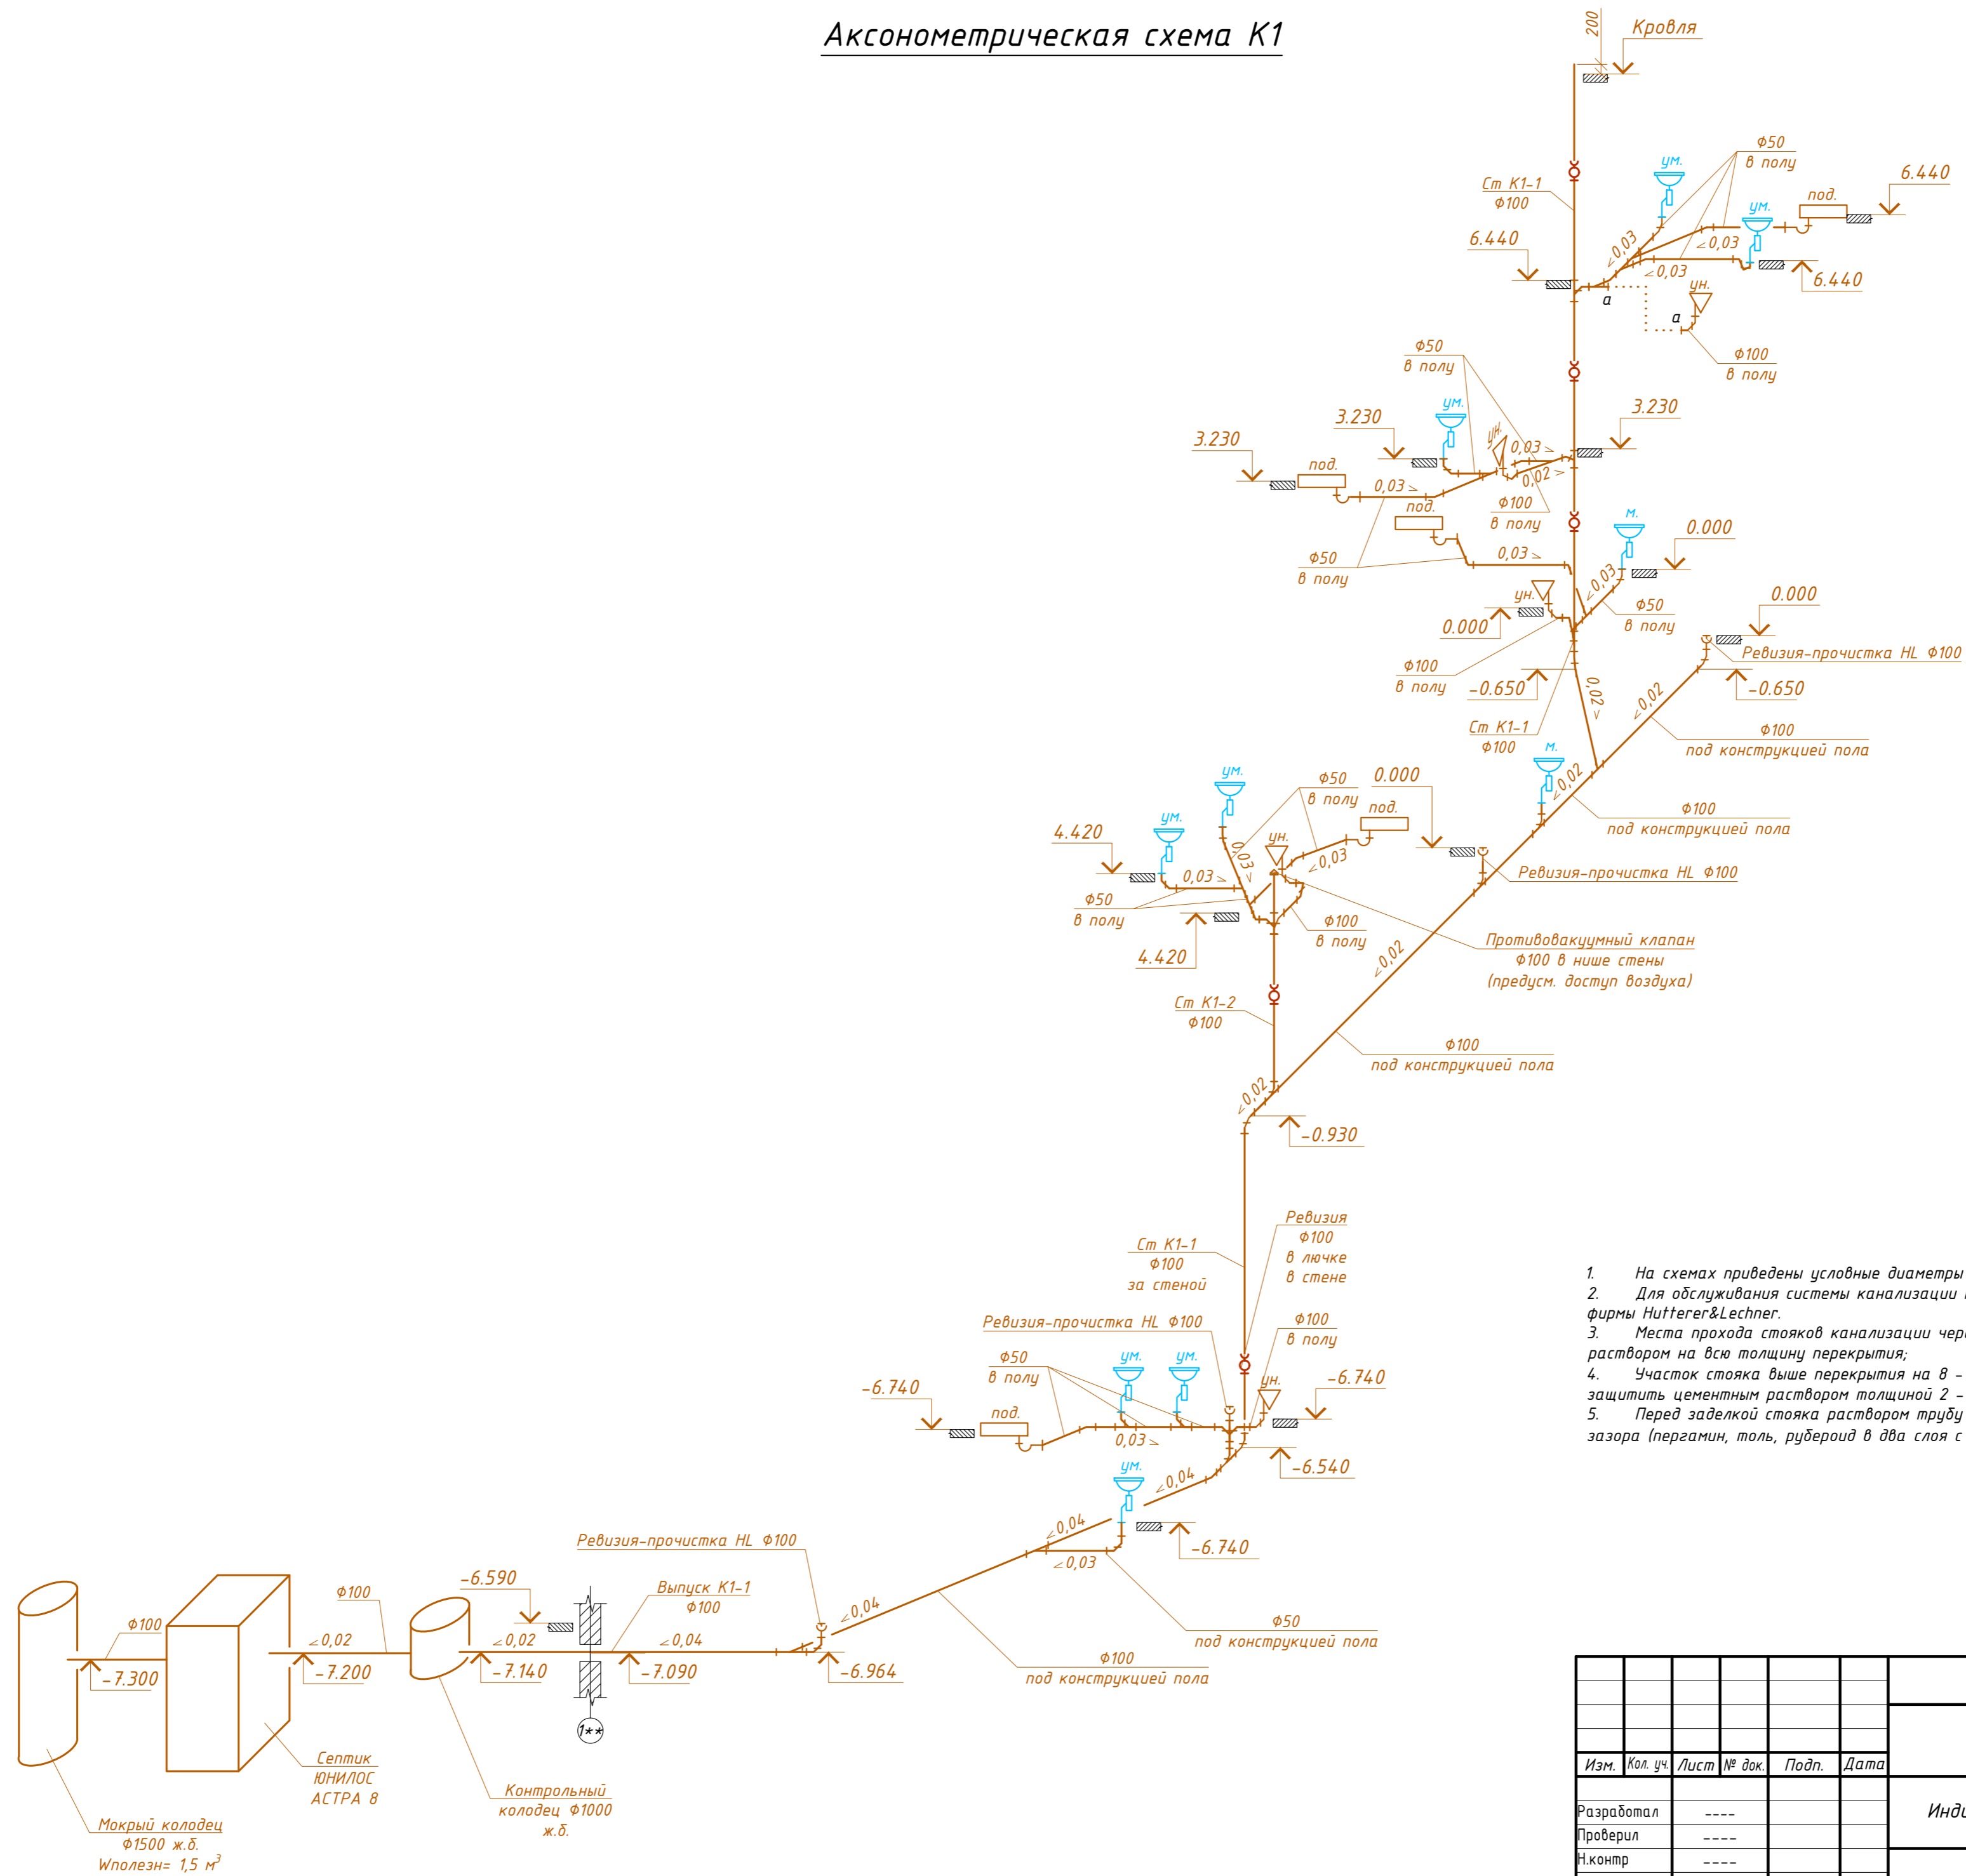 Аксонометрическая схема К1
200
Кровля
Ст К1-1
Ф100
ум.
Ф50
в полу
ум.
под.
6.440
6.440
∠0,03
∠0,03
∠0,03
6.440
а
ун.
а
Ф100
в полу
Ф50
в полу
3.230
3.230
ум.
ун.
3.230
под.
0,03 ⦣
0,03 ⦣
0,02 >
Ф100
в полу
под.
Ф50
в полу
0,03 ⦣
м.
0.000
∠0,03
ун.
Ф50
в полу
0.000
0.000
Ревизия-прочистка HL Ф100
Ф100
в полу
-0.650
-0.650
0,02 >
∠0,02
Ст К1-1
Ф100
Ф100
под конструкцией пола
м.
∠0,02
Ф100
под конструкцией пола
ум.
ум.
Ф50
в полу
0.000
под.
4.420
ун.
0,03 >
∠0,03
0,03 ⦣
Ревизия-прочистка HL Ф100
Ф50
в полу
4.420
Ф100
в полу
∠0,02
Противовакуумный клапан
Ф100 в нише стены
(предусм. доступ воздуха)
Ст К1-2
Ф100
Ф100
под конструкцией пола
∠0,02
-0.930
Ревизия
Ф100
в лючке
в стене
Ст К1-1
Ф100
за стеной
Ревизия-прочистка HL Ф100
Ф100
в полу
Ф50
в полу
ум.
ум.
ун.
-6.740
-6.740
под.
0,03 ⦣
-6.540
ум.
∠0,04
∠0,04
-6.740
∠0,03
Ревизия-прочистка HL Ф100
-6.590
Выпуск К1-1
Ф100
Ф100
Ф100
∠0,04
∠0,02
∠0,02
∠0,04
Ф50
под конструкцией пола
-7.300
-7.200
-7.140
-7.090
-6.964
Ф100
под конструкцией пола
1**
Септик
ЮНИЛОС
АСТРА 8
Контрольный
колодец Ф1000
ж.б.
Мокрый колодец
Ф1500 ж.б.
Wполезн= 1,5 м³
1. На схемах приведены условные диаметры
2. Для обслуживания системы канализации
фирмы Hutterer&Lechner.
3. Места прохода стояков канализации чер
раствором на всю толщину перекрытия;
4. Участок стояка выше перекрытия на 8 -
защитить цементным раствором толщиной 2 -
5. Перед заделкой стояка раствором трубу
зазора (пергамин, толь, рубероид в два слоя с
Изм. Кол. уч. Лист № док. Подп. Дата
Разработал ----
Инди
Проверил ----
Н.контр ----